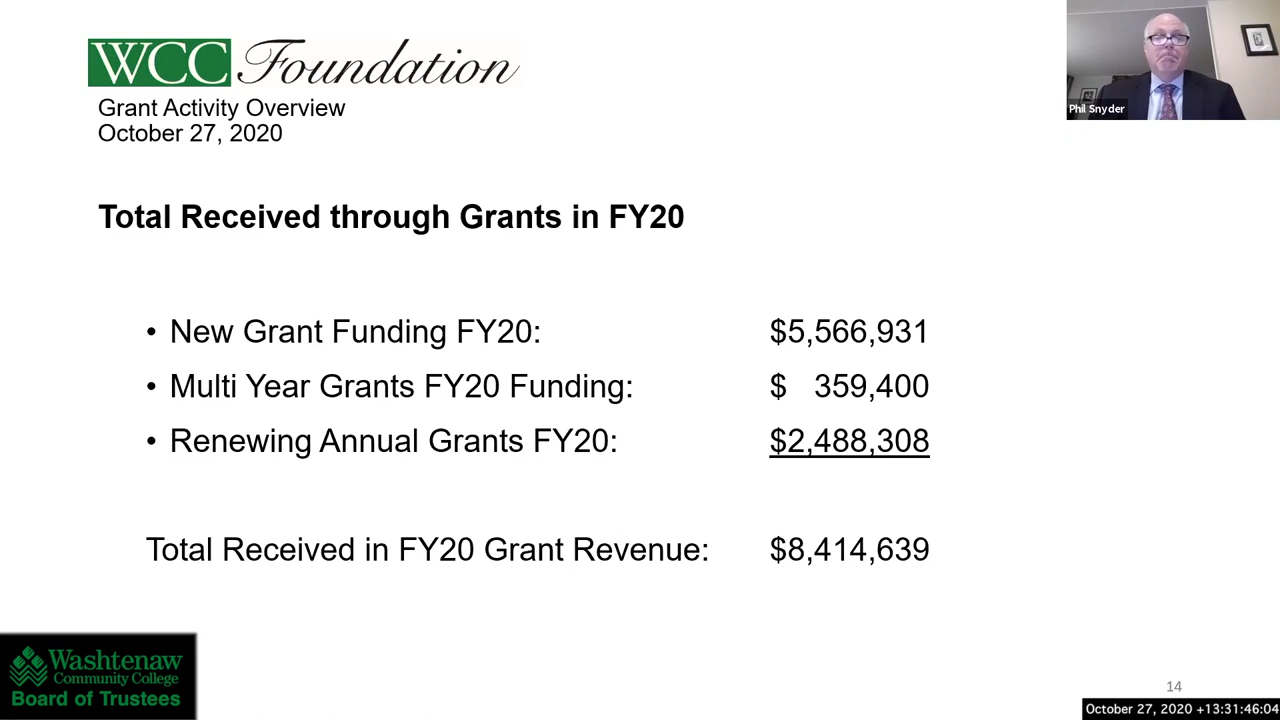 WCC Foundation
Grant Activity Overview
October 27, 2020
Phil Snyder
Total Received through Grants in FY20
• New Grant Funding FY20: $5,566,931
• Multi Year Grants FY20 Funding: $ 359,400
• Renewing Annual Grants FY20: $2,488,308
Total Received in FY20 Grant Revenue: $8,414,639
Washtenaw
Community College
Board of Trustees
14
October 27, 2020 +13:31:46:04